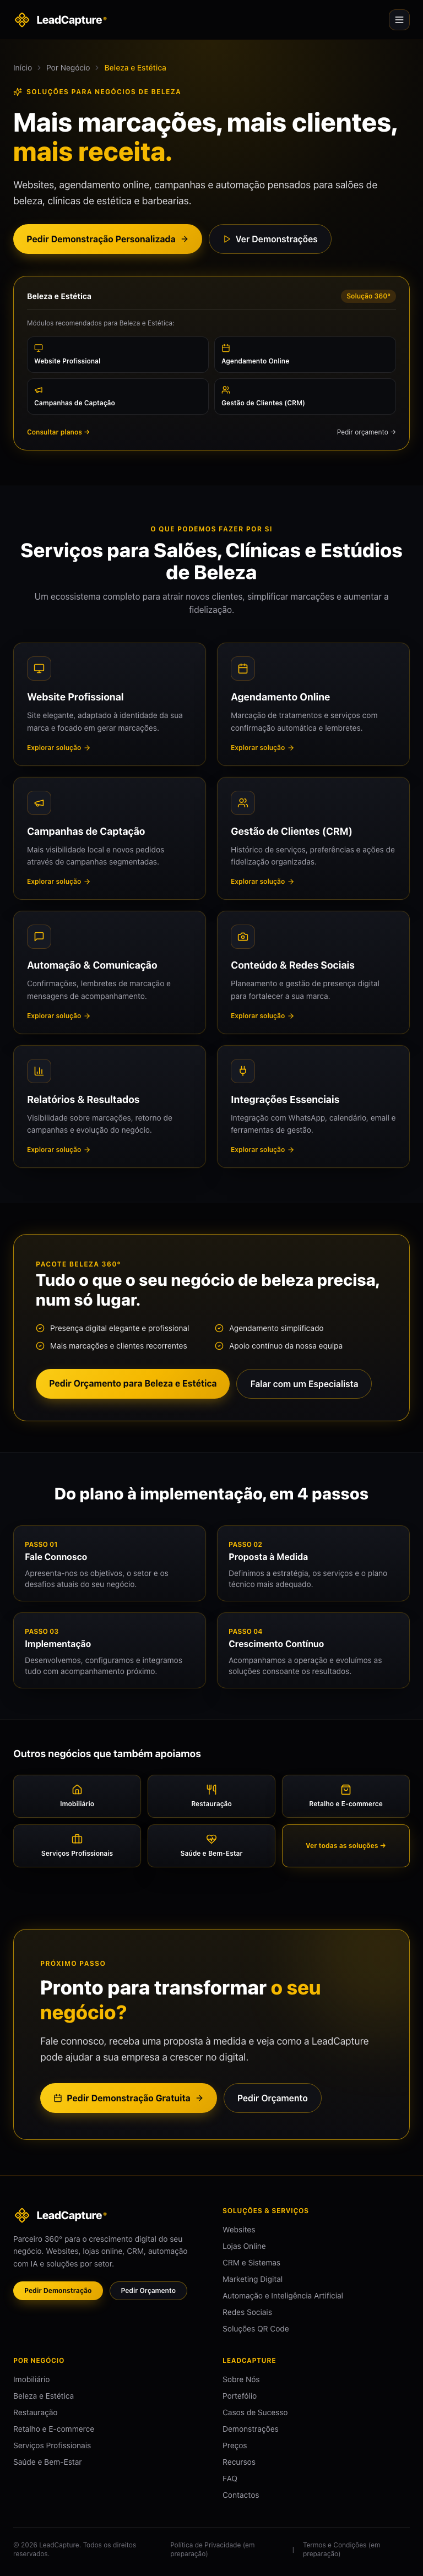 LeadCapture®
Início > Por Negócio > Beleza e Estética
SOLUÇÕES PARA NEGÓCIOS DE BELEZA
Mais marcações, mais clientes,
mais receita.
Websites, agendamento online, campanhas e automação pensados para salões de
beleza, clínicas de estética e barbearias.
Pedir Demonstração Personalizada →
Ver Demonstrações
Beleza e Estética
Solução 360º
Módulos recomendados para Beleza e Estética:
Website Profissional
Agendamento Online
Campanhas de Captação
Gestão de Clientes (CRM)
Consultar planos →
Pedir orçamento →
O QUE PODEMOS FAZER POR SI
Serviços para Salões, Clínicas e Estúdios
de Beleza
Um ecossistema completo para atrair novos clientes, simplificar marcações e aumentar a
fidelização.
Website Profissional
Site elegante, adaptado à identidade da sua
marca e focado em gerar marcações.
Explorar solução →
Agendamento Online
Marcação de tratamentos e serviços com
confirmação automática e lembretes.
Explorar solução →
Campanhas de Captação
Mais visibilidade local e novos pedidos
através de campanhas segmentadas.
Explorar solução →
Gestão de Clientes (CRM)
Histórico de serviços, preferências e ações de
fidelização organizadas.
Explorar solução →
Automação & Comunicação
Confirmações, lembretes de marcação e
mensagens de acompanhamento.
Explorar solução →
Conteúdo & Redes Sociais
Planeamento e gestão de presença digital
para fortalecer a sua marca.
Explorar solução →
Relatórios & Resultados
Visibilidade sobre marcações, retorno de
campanhas e evolução do negócio.
Explorar solução →
Integrações Essenciais
Integração com WhatsApp, calendário, email e
ferramentas de gestão.
Explorar solução →
PACOTE BELEZA 360º
Tudo o que o seu negócio de beleza precisa,
num só lugar.
Presença digital elegante e profissional
Agendamento simplificado
Mais marcações e clientes recorrentes
Apoio contínuo da nossa equipa
Pedir Orçamento para Beleza e Estética
Falar com um Especialista
Do plano à implementação, em 4 passos
PASSO 01
Fale Connosco
Apresenta-nos os objetivos, o setor e os
desafios atuais do seu negócio.
PASSO 02
Proposta à Medida
Definimos a estratégia, os serviços e o plano
técnico mais adequado.
PASSO 03
Implementação
Desenvolvemos, configuramos e integramos
tudo com acompanhamento próximo.
PASSO 04
Crescimento Contínuo
Acompanhamos a operação e evoluímos as
soluções consoante os resultados.
Outros negócios que também apoiamos
Imobiliário
Restauração
Retalho e E-commerce
Serviços Profissionais
Saúde e Bem-Estar
Ver todas as soluções →
PRÓXIMO PASSO
Pronto para transformar o seu
negócio?
Fale connosco, receba uma proposta à medida e veja como a LeadCapture
pode ajudar a sua empresa a crescer no digital.
Pedir Demonstração Gratuita →
Pedir Orçamento
LeadCapture®
Parceiro 360º para o crescimento digital do seu
negócio. Websites, lojas online, CRM, automação
com IA e soluções por setor.
Pedir Demonstração
Pedir Orçamento
SOLUÇÕES & SERVIÇOS
Websites
Lojas Online
CRM e Sistemas
Marketing Digital
Automação e Inteligência Artificial
Redes Sociais
Soluções QR Code
POR NEGÓCIO
Imobiliário
Beleza e Estética
Restauração
Retalho e E-commerce
Serviços Profissionais
Saúde e Bem-Estar
LEADCAPTURE
Sobre Nós
Portefólio
Casos de Sucesso
Demonstrações
Preços
Recursos
FAQ
Contactos
© 2026 LeadCapture. Todos os direitos
reservados.
Política de Privacidade (em
preparação)
|
Termos e Condições (em
preparação)